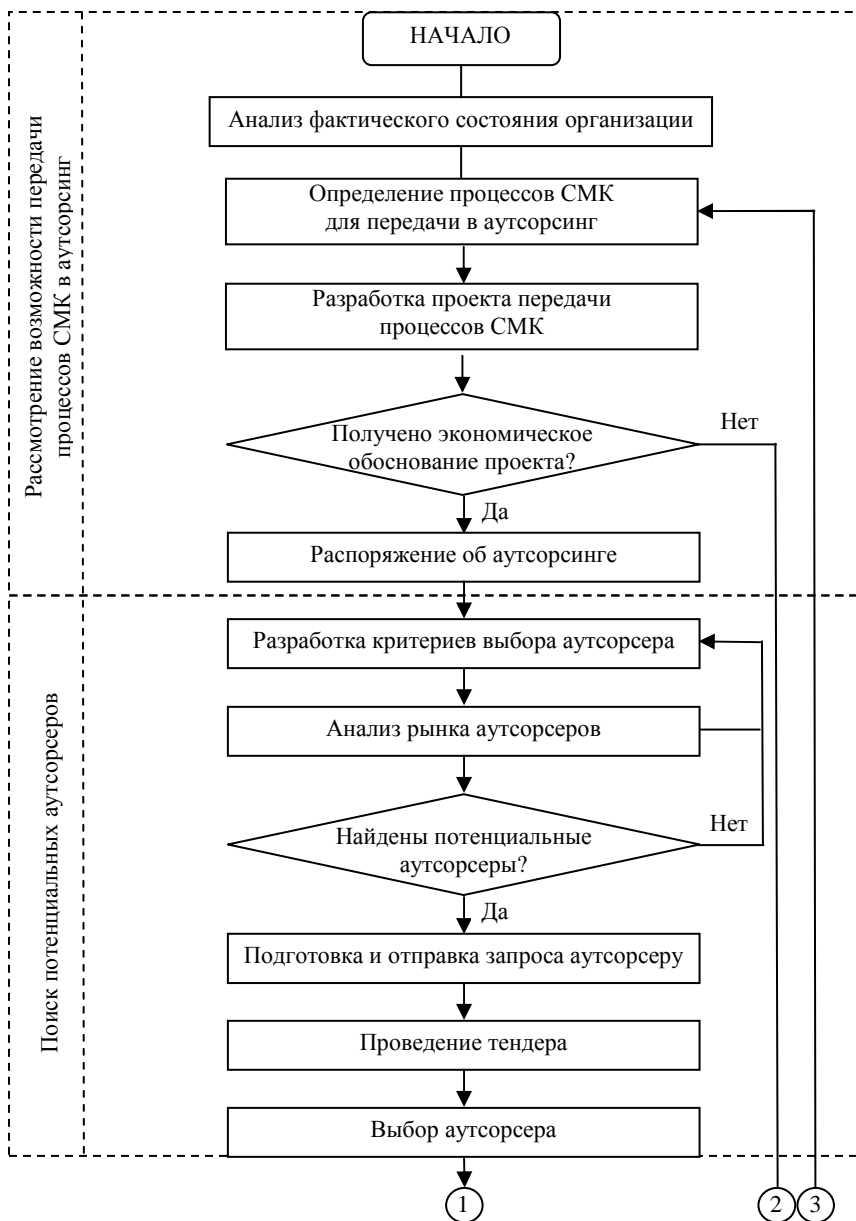 НАЧАЛО
Анализ фактического состояния организации
Определение процессов СМК
для передачи в аутсорсинг
Разработка проекта передачи
процессов СМК
Получено экономическое
обоснование проекта?
Нет
Да
Распоряжение об аутсорсинге
Рассмотрение возможности передачи
процессов СМК в аутсорсинг
Разработка критериев выбора аутсорсера
Анализ рынка аутсорсеров
Найдены потенциальные
аутсорсеры?
Нет
Да
Подготовка и отправка запроса аутсорсеру
Проведение тендера
Выбор аутсорсера
Поиск потенциальных аутсорсеров
1
2
3